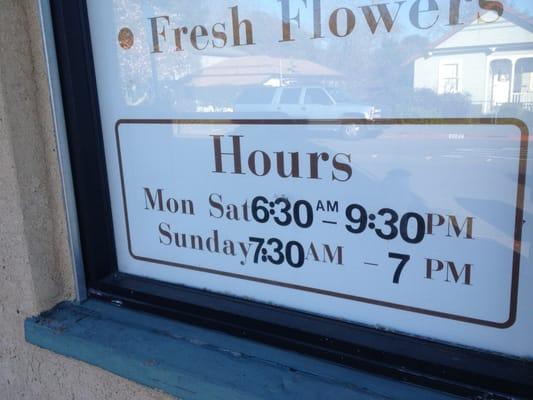 • Fresh Flowers
Hours
Mon Sat 6:30 AM - 9:30 PM
Sunday 7:30 AM - 7 PM